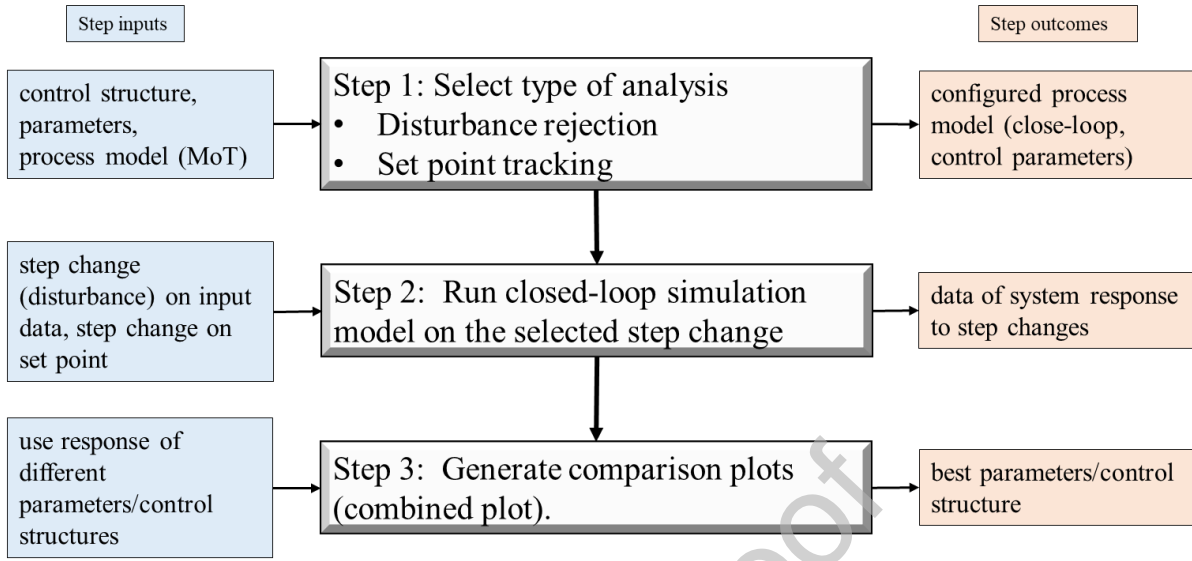 Step inputs
Step outcomes
control structure,
parameters,
process model (MoT)
Step 1: Select type of analysis
• Disturbance rejection
• Set point tracking
configured process
model (close-loop,
control parameters)
step change
(disturbance) on input
data, step change on
set point
Step 2:  Run closed-loop simulation
model on the selected step change
data of system response
to step changes
use response of
different
parameters/control
structures
Step 3:  Generate comparison plots
(combined plot).
best parameters/control
structure